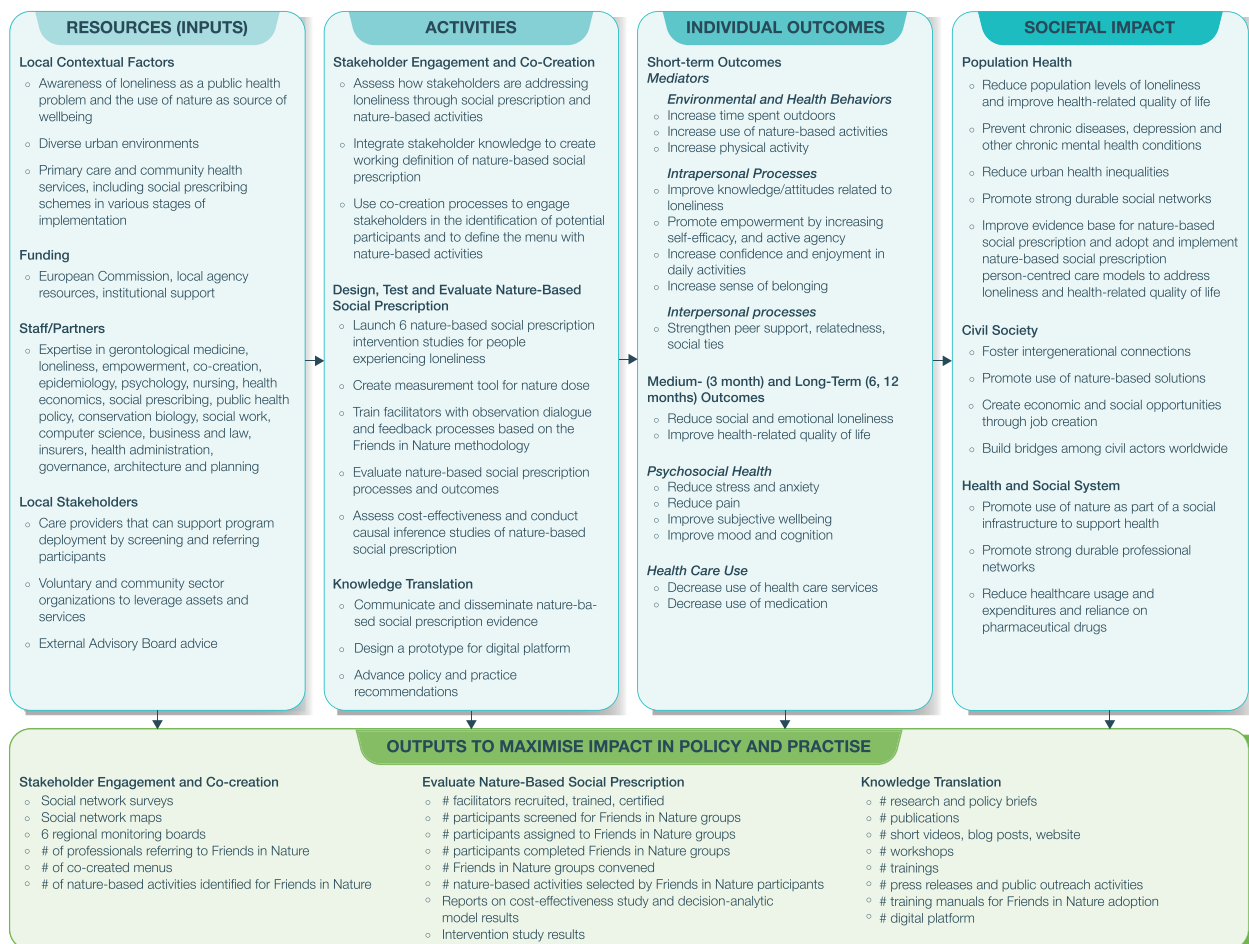 RESOURCES (INPUTS)
Local Contextual Factors
○ Awareness of loneliness as a public health
problem and the use of nature as source of
wellbeing
○ Diverse urban environments
○ Primary care and community health
services, including social prescribing
schemes in various stages of
implementation
Funding
○ European Commission, local agency
resources, institutional support
Staff/Partners
○ Expertise in gerontological medicine,
loneliness, empowerment, co-creation,
epidemiology, psychology, nursing, health
economics, social prescribing, public health
policy, conservation biology, social work,
computer science, business and law,
insurers, health administration,
governance, architecture and planning
Local Stakeholders
○ Care providers that can support program
deployment by screening and referring
participants
○ Voluntary and community sector
organizations to leverage assets and
services
○ External Advisory Board advice
ACTIVITIES
Stakeholder Engagement and Co-Creation
○ Assess how stakeholders are addressing
loneliness through social prescription and
nature-based activities
○ Integrate stakeholder knowledge to create
working definition of nature-based social
prescription
○ Use co-creation processes to engage
stakeholders in the identification of potential
participants and to define the menu with
nature-based activities
Design, Test and Evaluate Nature-Based
Social Prescription
○ Launch 6 nature-based social prescription
intervention studies for people
experiencing loneliness
○ Create measurement tool for nature dose
○ Train facilitators with observation dialogue
and feedback processes based on the
Friends in Nature methodology
○ Evaluate nature-based social prescription
processes and outcomes
○ Assess cost-effectiveness and conduct
causal inference studies of nature-based
social prescription
Knowledge Translation
○ Communicate and disseminate nature-ba-
sed social prescription evidence
○ Design a prototype for digital platform
○ Advance policy and practice
recommendations
INDIVIDUAL OUTCOMES
Short-term Outcomes
Mediators
Environmental and Health Behaviors
○ Increase time spent outdoors
○ Increase use of nature-based activities
○ Increase physical activity
Intrapersonal Processes
○ Improve knowledge/attitudes related to
loneliness
○ Promote empowerment by increasing
self-efficacy, and active agency
○ Increase confidence and enjoyment in
daily activities
○ Increase sense of belonging
Interpersonal processes
○ Strengthen peer support, relatedness,
social ties
Medium- (3 month) and Long-Term (6, 12
months) Outcomes
○ Reduce social and emotional loneliness
○ Improve health-related quality of life
Psychosocial Health
○ Reduce stress and anxiety
○ Reduce pain
○ Improve subjective wellbeing
○ Improve mood and cognition
Health Care Use
○ Decrease use of health care services
○ Decrease use of medication
SOCIETAL IMPACT
Population Health
○ Reduce population levels of loneliness
and improve health-related quality of life
○ Prevent chronic diseases, depression and
other chronic mental health conditions
○ Reduce urban health inequalities
○ Promote strong durable social networks
○ Improve evidence base for nature-based
social prescription and adopt and implement
nature-based social prescription
person-centred care models to address
loneliness and health-related quality of life
Civil Society
○ Foster intergenerational connections
○ Promote use of nature-based solutions
○ Create economic and social opportunities
through job creation
○ Build bridges among civil actors worldwide
Health and Social System
○ Promote use of nature as part of a social
infrastructure to support health
○ Promote strong durable professional
networks
○ Reduce healthcare usage and
expenditures and reliance on
pharmaceutical drugs
OUTPUTS TO MAXIMISE IMPACT IN POLICY AND PRACTISE
Stakeholder Engagement and Co-creation
○ Social network surveys
○ Social network maps
○ 6 regional monitoring boards
○ # of professionals referring to Friends in Nature
○ # of co-created menus
○ # of nature-based activities identified for Friends in Nature
Evaluate Nature-Based Social Prescription
○ # facilitators recruited, trained, certified
○ # participants screened for Friends in Nature groups
○ # participants assigned to Friends in Nature groups
○ # participants completed Friends in Nature groups
○ # Friends in Nature groups convened
○ # nature-based activities selected by Friends in Nature participants
○ Reports on cost-effectiveness study and decision-analytic
model results
○ Intervention study results
Knowledge Translation
○ # research and policy briefs
○ # publications
○ # short videos, blog posts, website
○ # workshops
○ # trainings
○ # press releases and public outreach activities
○ # training manuals for Friends in Nature adoption
○ # digital platform